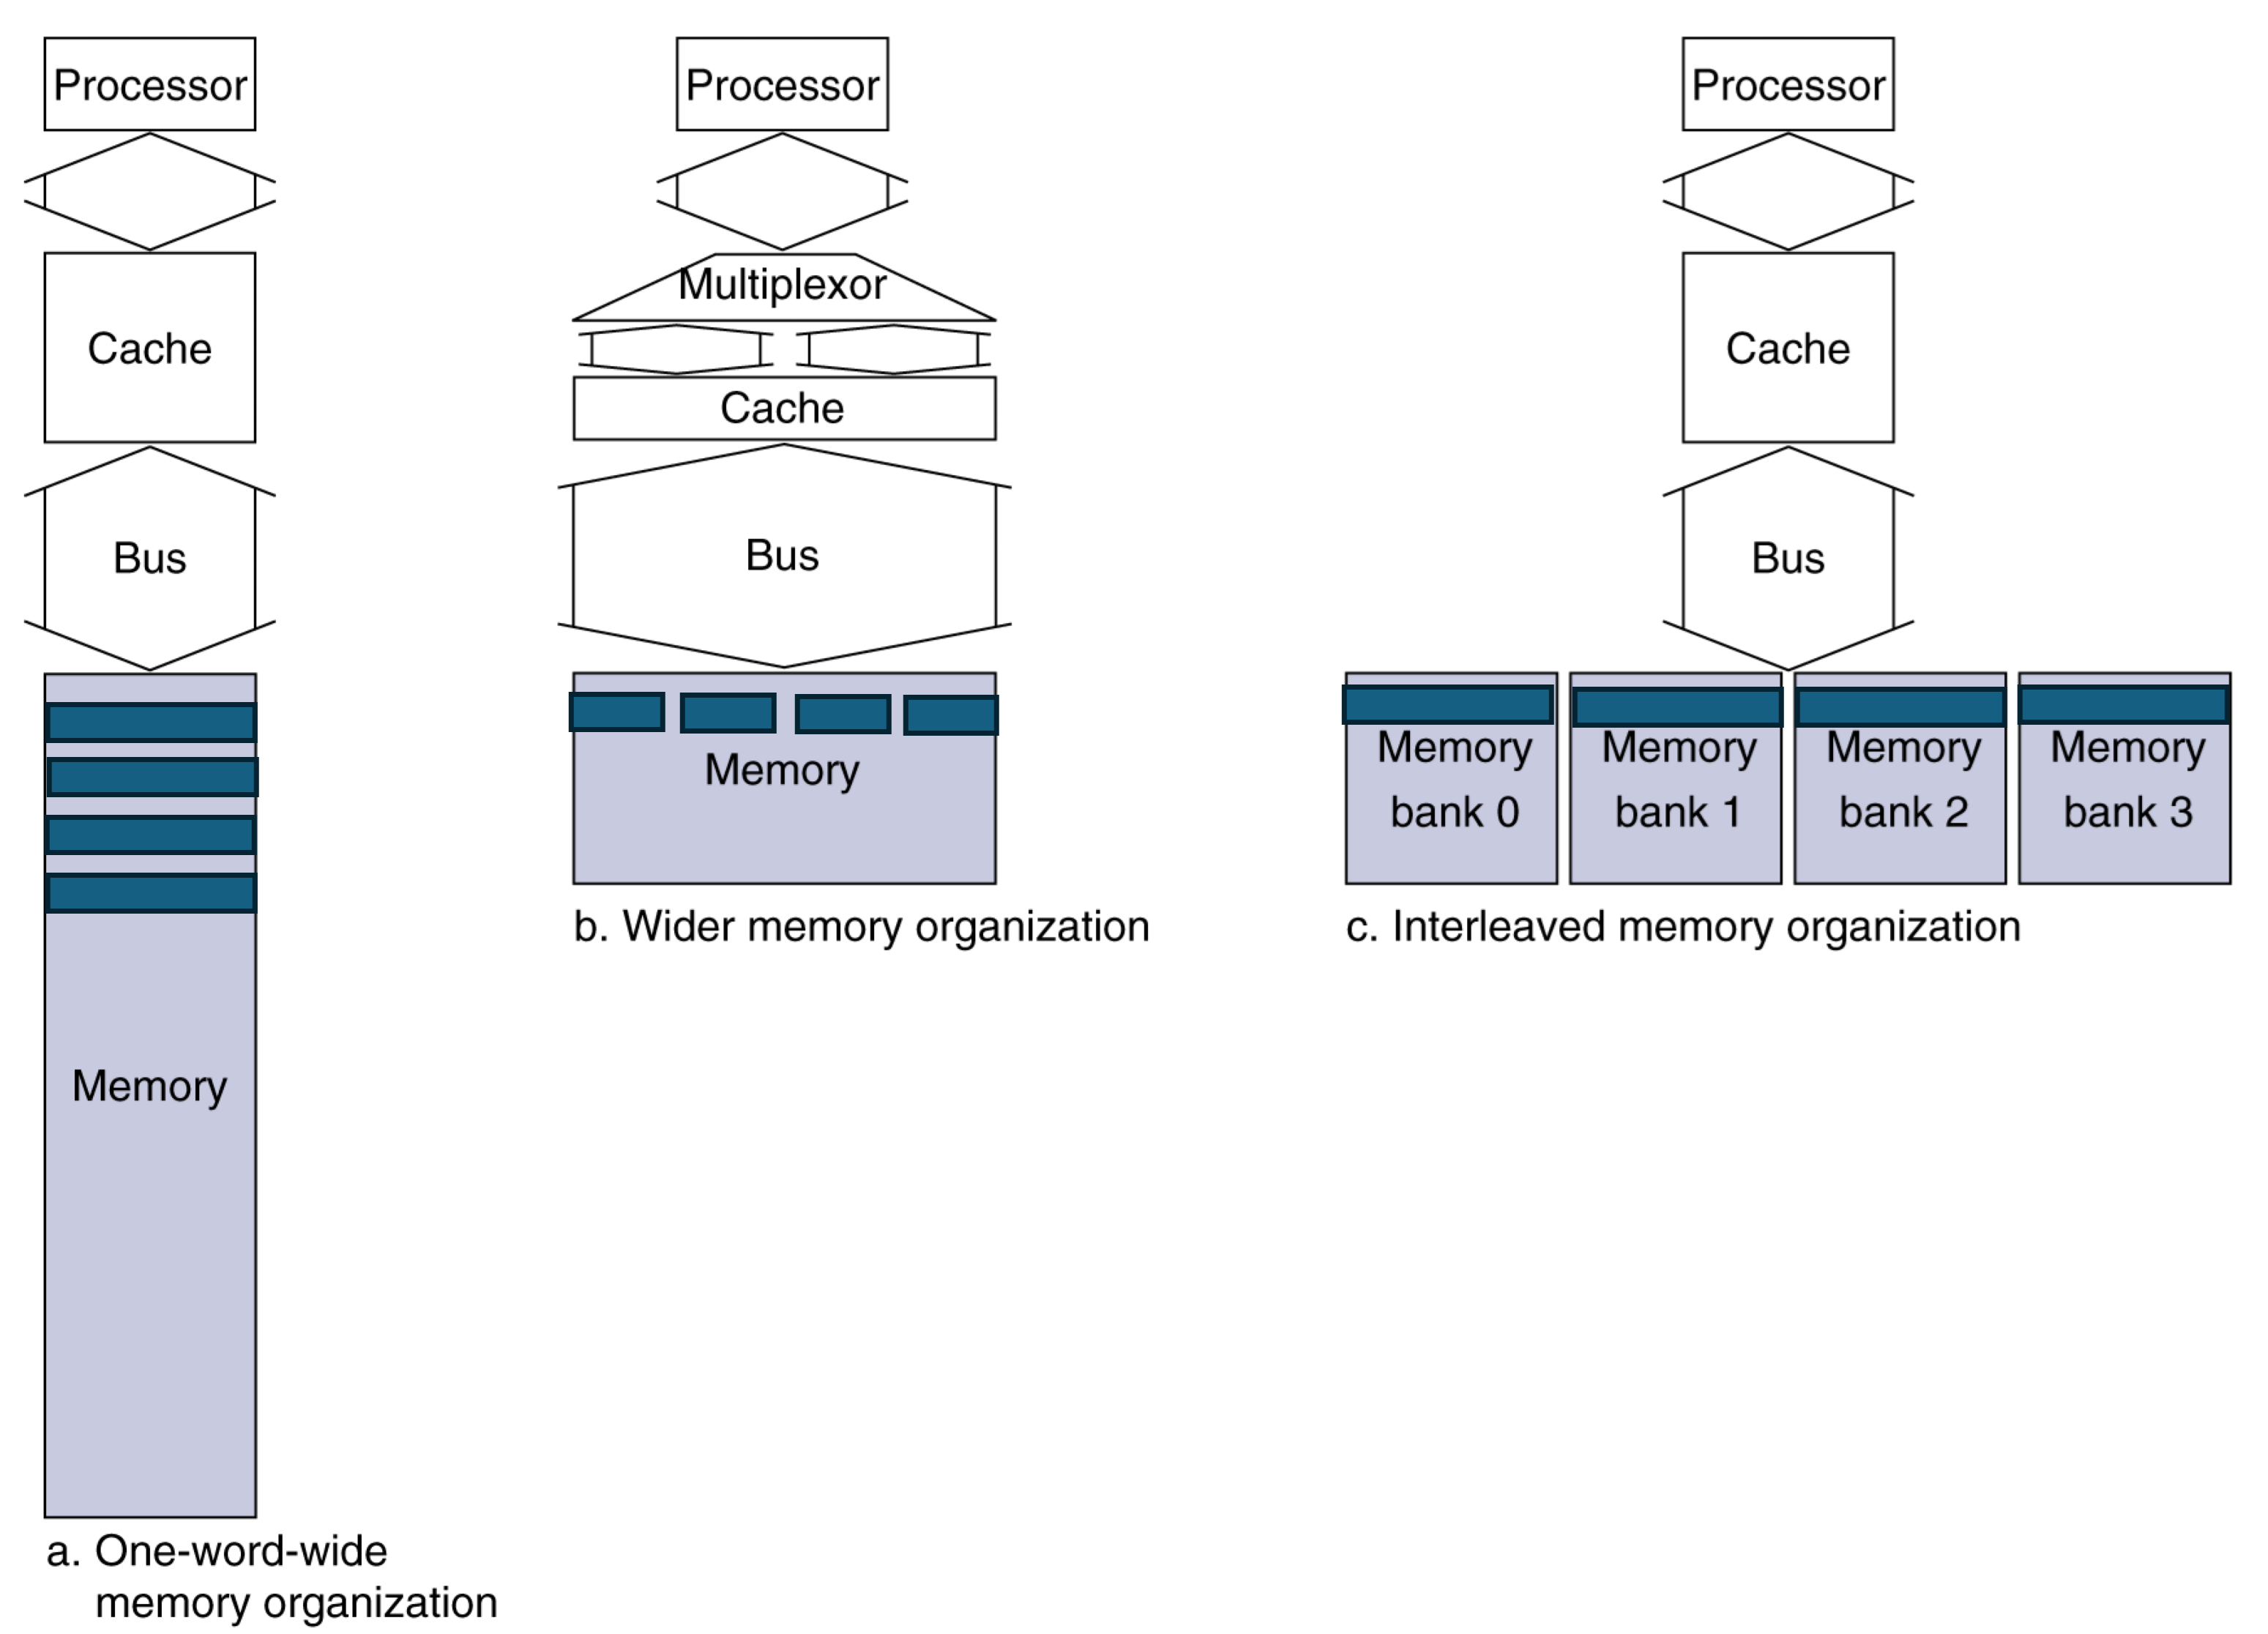 Processor
Cache
Bus
Memory
a. One-word-wide
memory organization
Processor
Multiplexor
Cache
Bus
Memory
b. Wider memory organization
Processor
Cache
Bus
Memory
bank 0
Memory
bank 1
Memory
bank 2
Memory
bank 3
c. Interleaved memory organization